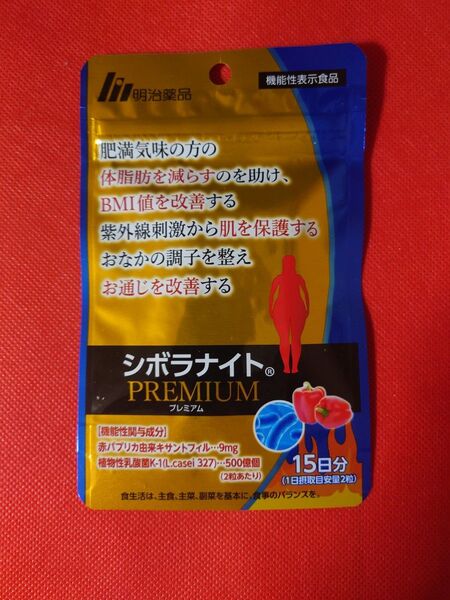 明治薬品
機能性表示食品
肥満気味の方の
体脂肪を減らすのを助け、
BMI値を改善する
紫外線刺激から肌を保護する
おなかの調子を整え
お通じを改善する
シボラナイト®
PREMIUM
プレミアム
[機能性関与成分]
赤パプリカ由来キサントフィル…9mg
植物性乳酸菌K-1(L.casei 327)…500億個
(2粒あたり)
15日分
(1日摂取目安量2粒)
食生活は、主食、主菜、副菜を基本に、食事のバランスを。